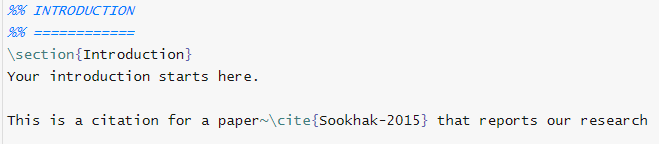 %% INTRODUCTION
%% ============
\section{Introduction}
Your introduction starts here.
This is a citation for a paper~\cite{Sookhak-2015} that reports our research